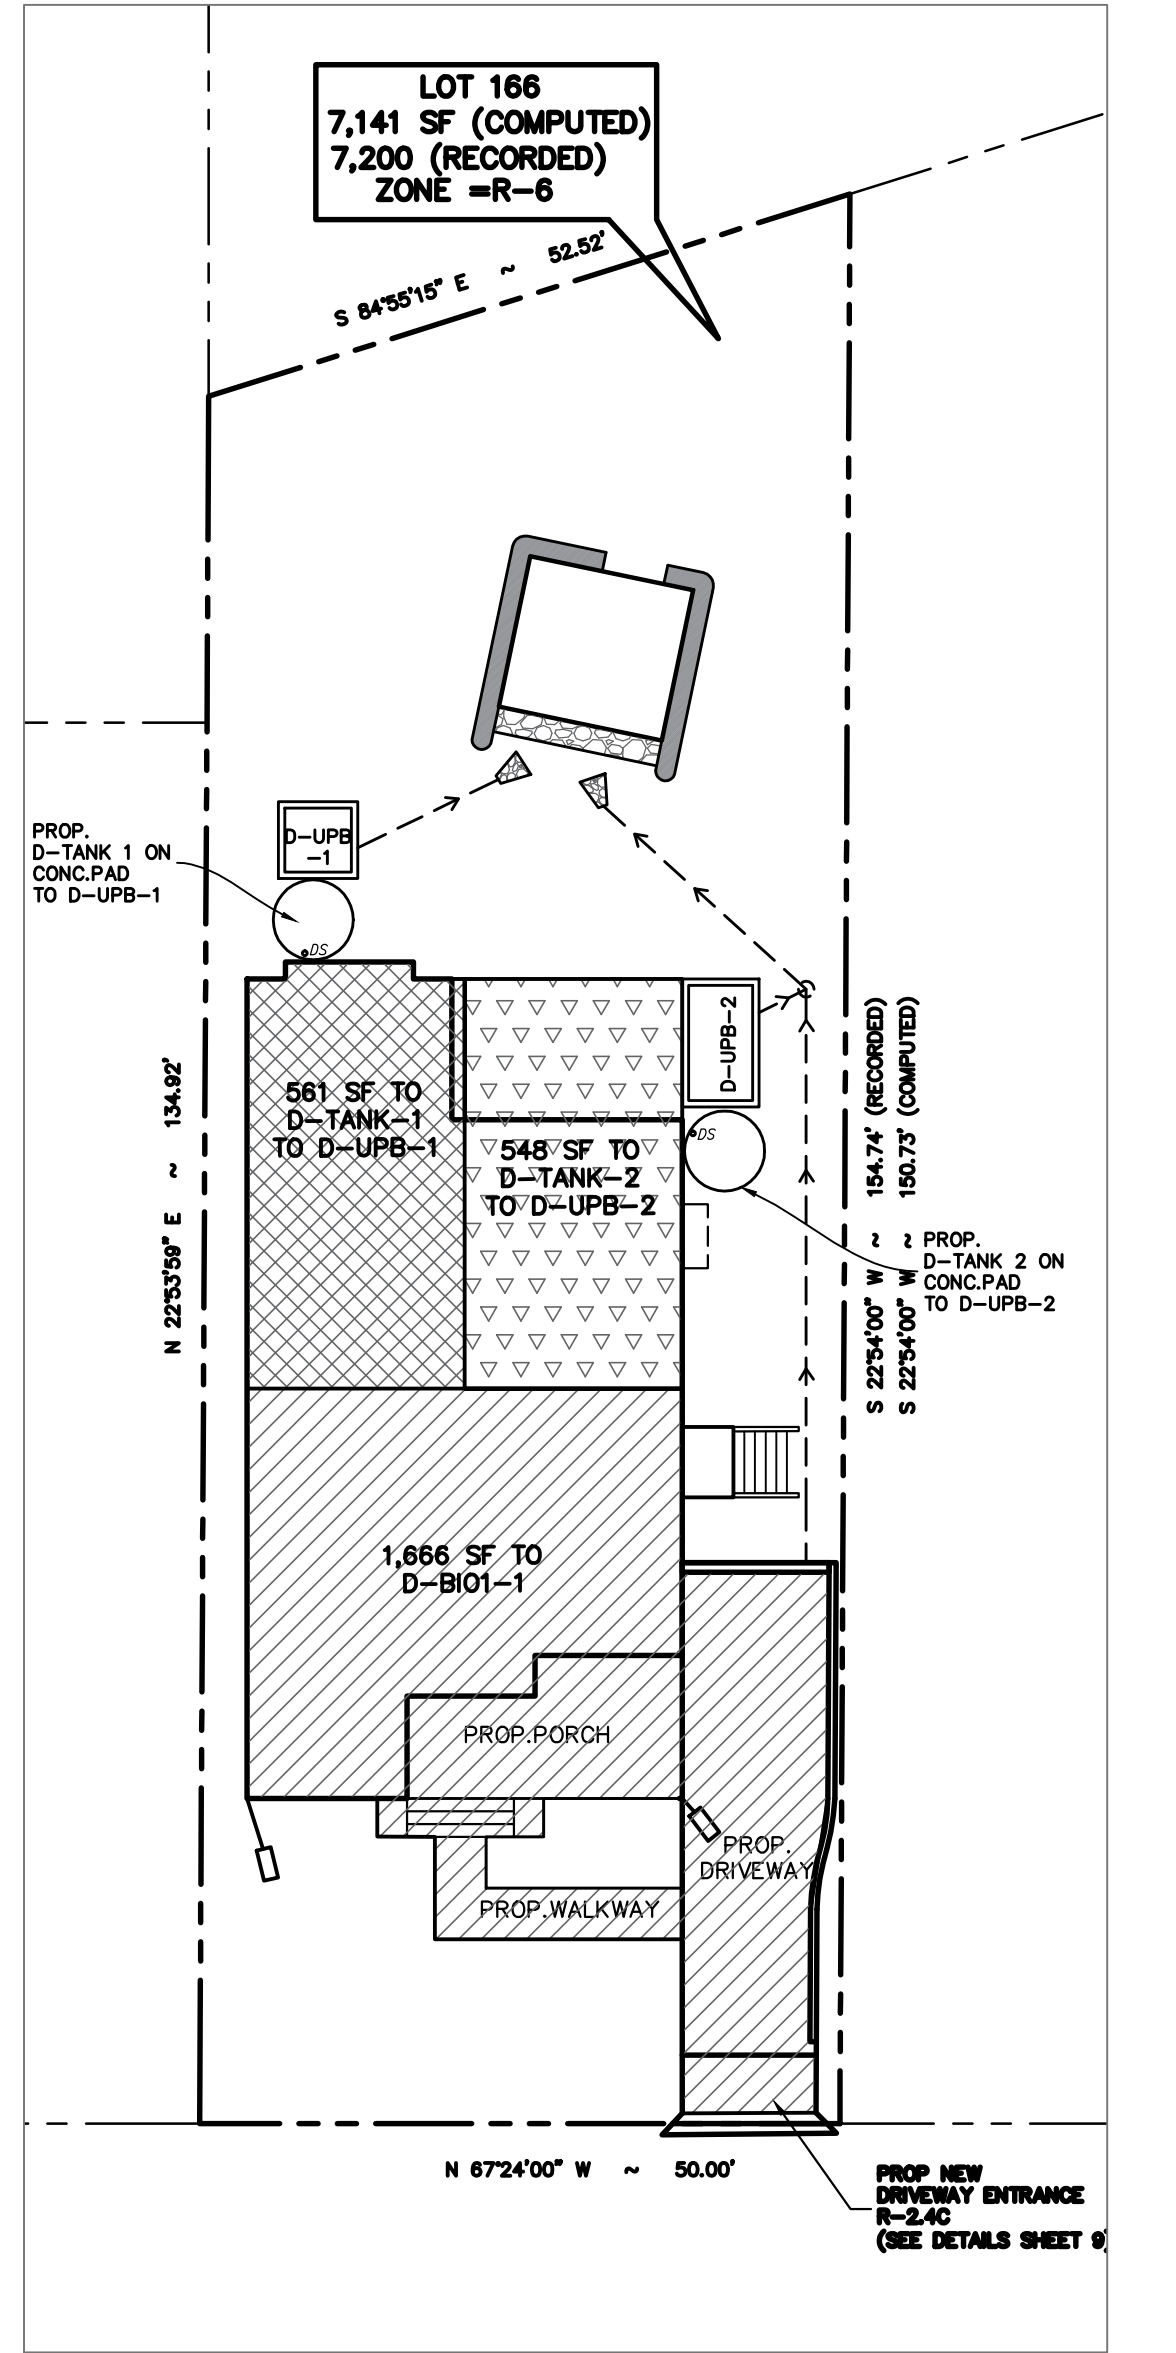 LOT 166
7,141 SF (COMPUTED)
7,200 (RECORDED)
ZONE =R-6
S 84°55'15" E ~ 52.52'
D-UPB
-1
PROP.
D-TANK 1 ON
CONC.PAD
TO D-UPB-1
DS
D-UPB-2
DS
561 SF TO
D-TANK-1
TO D-UPB-1
548 SF TO
D-TANK-2
TO D-UPB-2
N 22°53'59" E ~ 134.92'
S 22°54'00" W ~ 154.74' (RECORDED)
S 22°54'00" W ~ 150.73' (COMPUTED)
PROP.
D-TANK 2 ON
CONC.PAD
TO D-UPB-2
1,666 SF TO
D-BIO1-1
PROP.PORCH
PROP.
DRIVEWAY
PROP.WALKWAY
N 67°24'00" W ~ 50.00'
PROP NEW
DRIVEWAY ENTRANCE
R-2.4C
(SEE DETAILS SHEET 9)